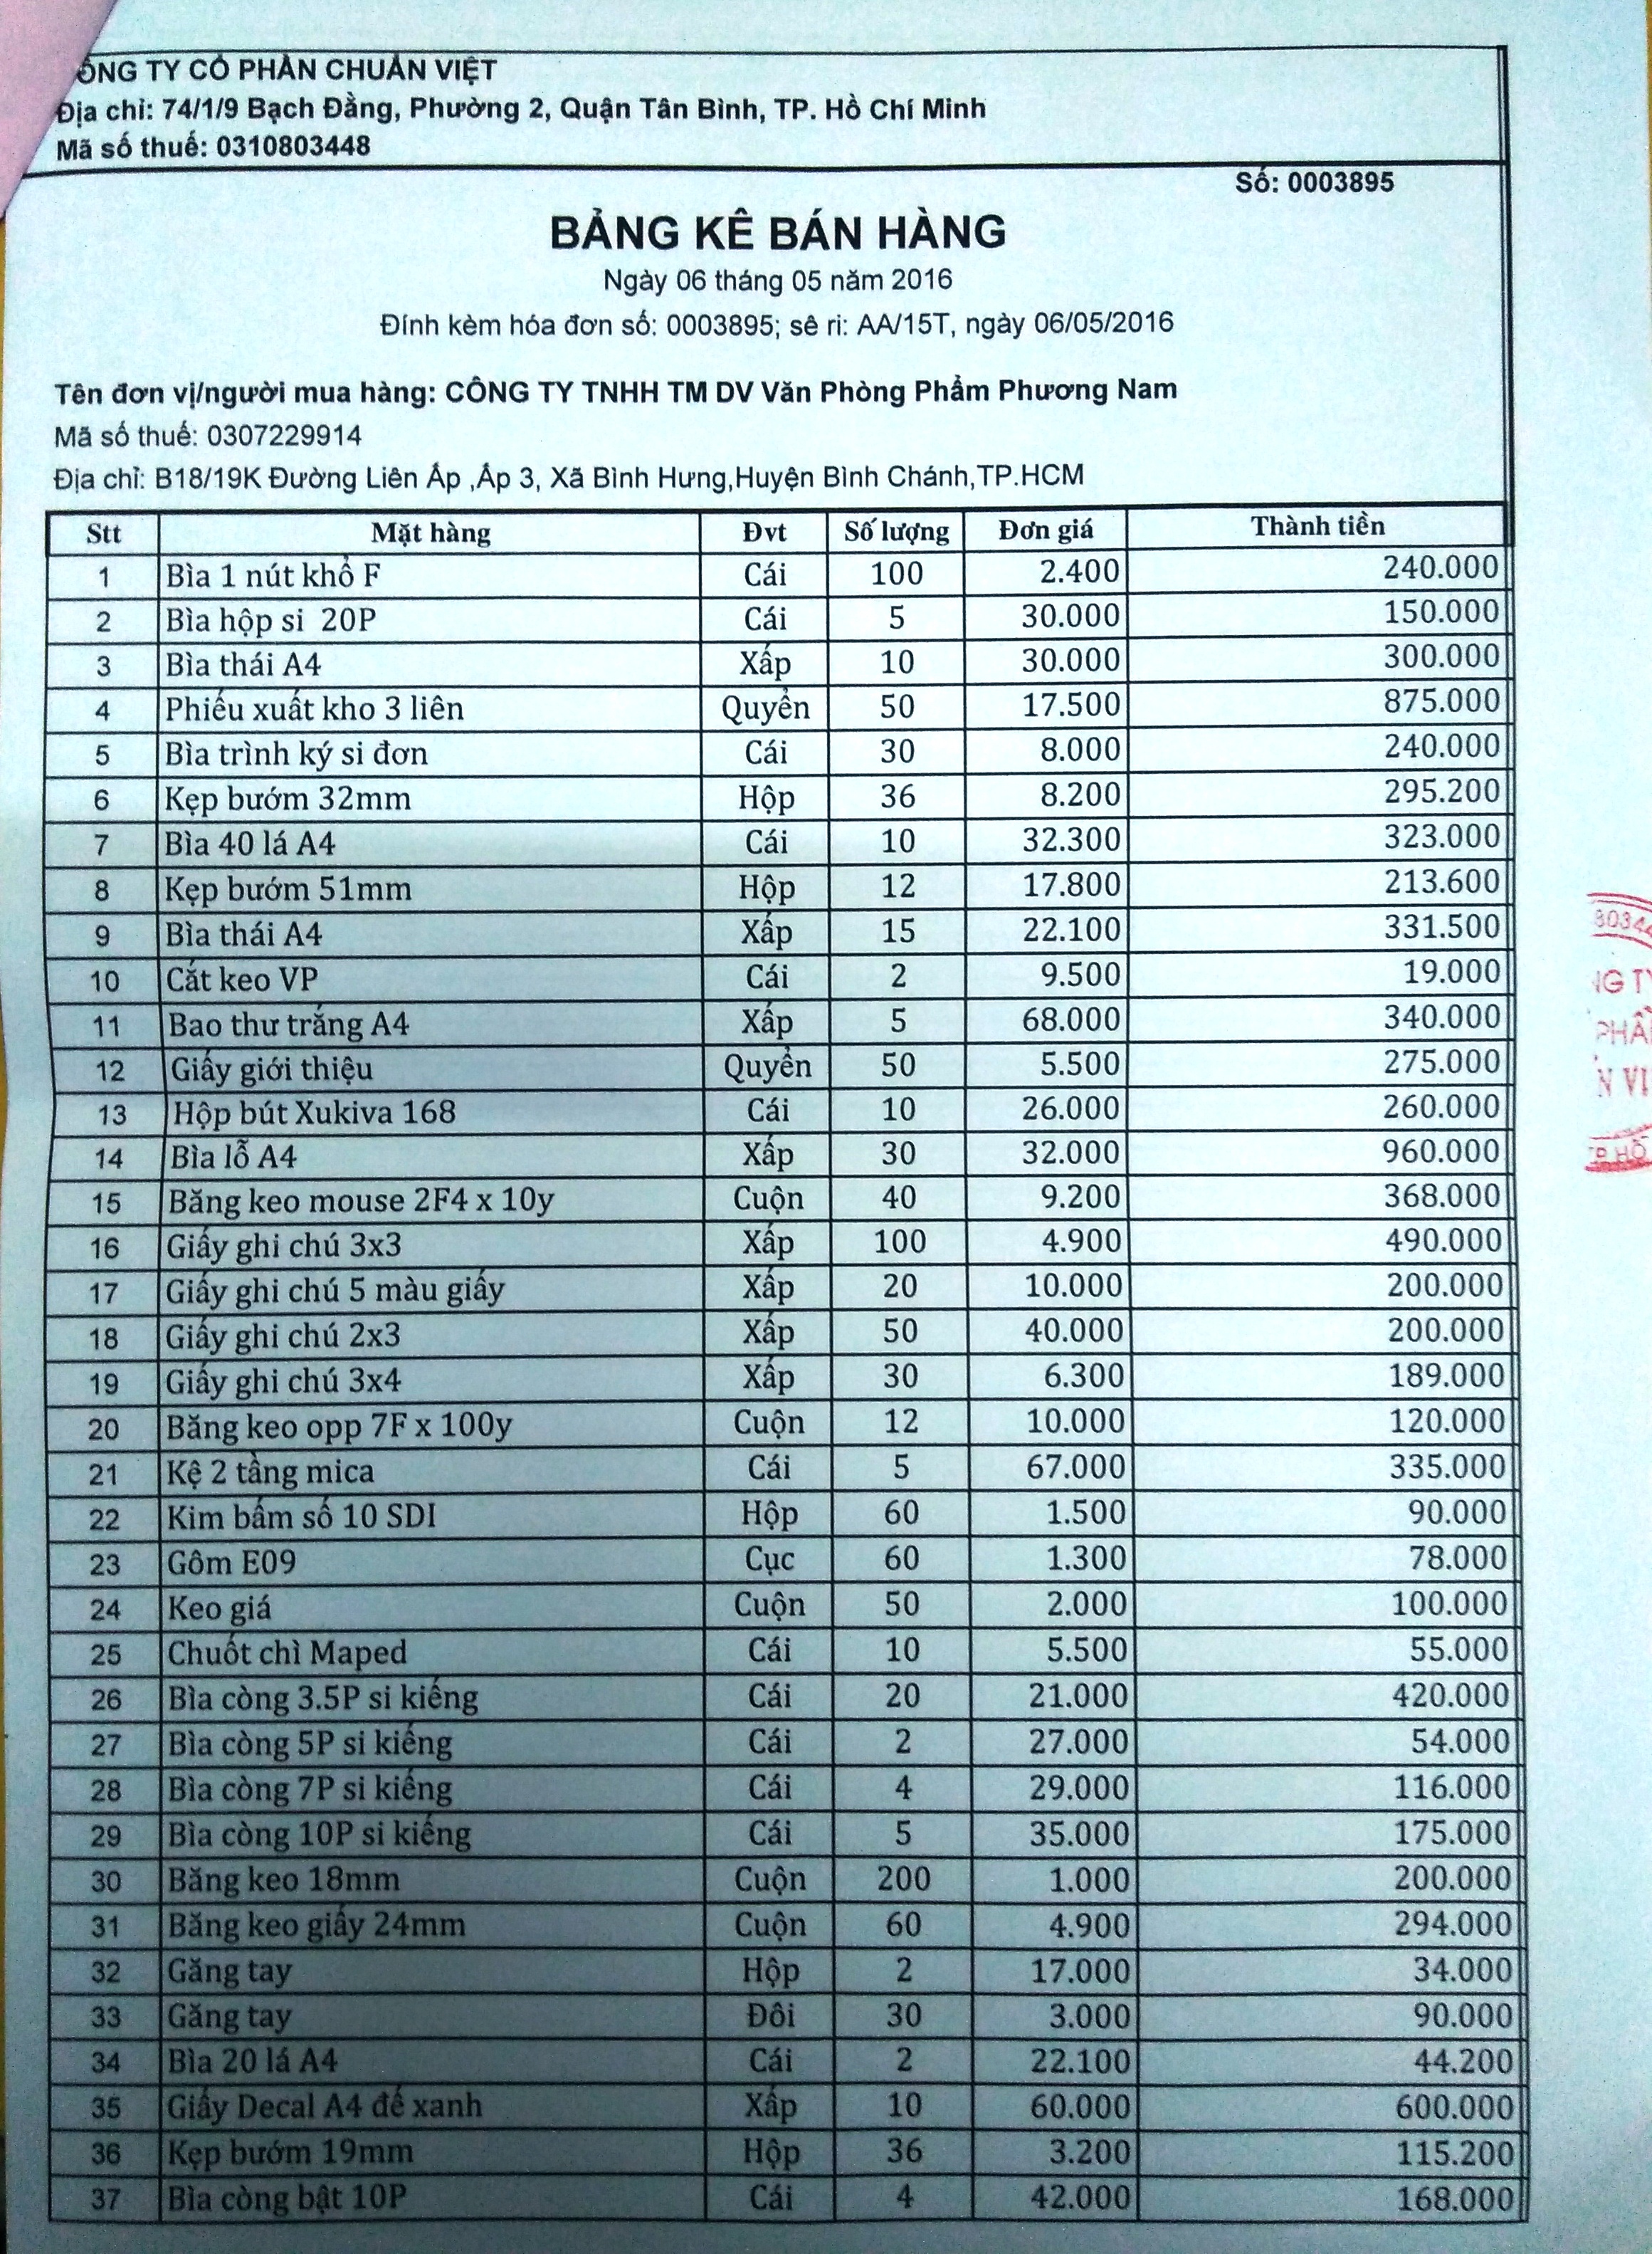 ÔNG TY CỔ PHẦN CHUẨN VIỆT
Địa chỉ: 74/1/9 Bạch Đằng, Phường 2, Quận Tân Bình, TP. Hồ Chí Minh
Mã số thuế: 0310803448
Số: 0003895
BẢNG KÊ BÁN HÀNG
Ngày 06 tháng 05 năm 2016
Đính kèm hóa đơn số: 0003895; sê ri: AA/15T, ngày 06/05/2016
Tên đơn vị/người mua hàng: CÔNG TY TNHH TM DV Văn Phòng Phẩm Phương Nam
Mã số thuế: 0307229914
Địa chỉ: B18/19K Đường Liên Ấp ,Ấp 3, Xã Bình Hưng,Huyện Bình Chánh,TP.HCM
Stt Mặt hàng Đvt Số lượng Đơn giá Thành tiền
1 Bìa 1 nút khổ F Cái 100 2.400 240.000
2 Bìa hộp si 20P Cái 5 30.000 150.000
3 Bìa thái A4 Xấp 10 30.000 300.000
4 Phiếu xuất kho 3 liên Quyển 50 17.500 875.000
5 Bìa trình ký si đơn Cái 30 8.000 240.000
6 Kẹp bướm 32mm Hộp 36 8.200 295.200
7 Bìa 40 lá A4 Cái 10 32.300 323.000
8 Kẹp bướm 51mm Hộp 12 17.800 213.600
9 Bìa thái A4 Xấp 15 22.100 331.500
10 Cắt keo VP Cái 2 9.500 19.000
11 Bao thư trắng A4 Xấp 5 68.000 340.000
12 Giấy giới thiệu Quyển 50 5.500 275.000
13 Hộp bút Xukiva 168 Cái 10 26.000 260.000
14 Bìa lỗ A4 Xấp 30 32.000 960.000
15 Băng keo mouse 2F4 x 10y Cuộn 40 9.200 368.000
16 Giấy ghi chú 3x3 Xấp 100 4.900 490.000
17 Giấy ghi chú 5 màu giấy Xấp 20 10.000 200.000
18 Giấy ghi chú 2x3 Xấp 50 40.000 200.000
19 Giấy ghi chú 3x4 Xấp 30 6.300 189.000
20 Băng keo opp 7F x 100y Cuộn 12 10.000 120.000
21 Kệ 2 tầng mica Cái 5 67.000 335.000
22 Kim bấm số 10 SDI Hộp 60 1.500 90.000
23 Gôm E09 Cục 60 1.300 78.000
24 Keo giá Cuộn 50 2.000 100.000
25 Chuốt chì Maped Cái 10 5.500 55.000
26 Bìa còng 3.5P si kiếng Cái 20 21.000 420.000
27 Bìa còng 5P si kiếng Cái 2 27.000 54.000
28 Bìa còng 7P si kiếng Cái 4 29.000 116.000
29 Bìa còng 10P si kiếng Cái 5 35.000 175.000
30 Băng keo 18mm Cuộn 200 1.000 200.000
31 Băng keo giấy 24mm Cuộn 60 4.900 294.000
32 Găng tay Hộp 2 17.000 34.000
33 Găng tay Đôi 30 3.000 90.000
34 Bìa 20 lá A4 Cái 2 22.100 44.200
35 Giấy Decal A4 đế xanh Xấp 10 60.000 600.000
36 Kẹp bướm 19mm Hộp 36 3.200 115.200
37 Bìa còng bật 10P Cái 4 42.000 168.000